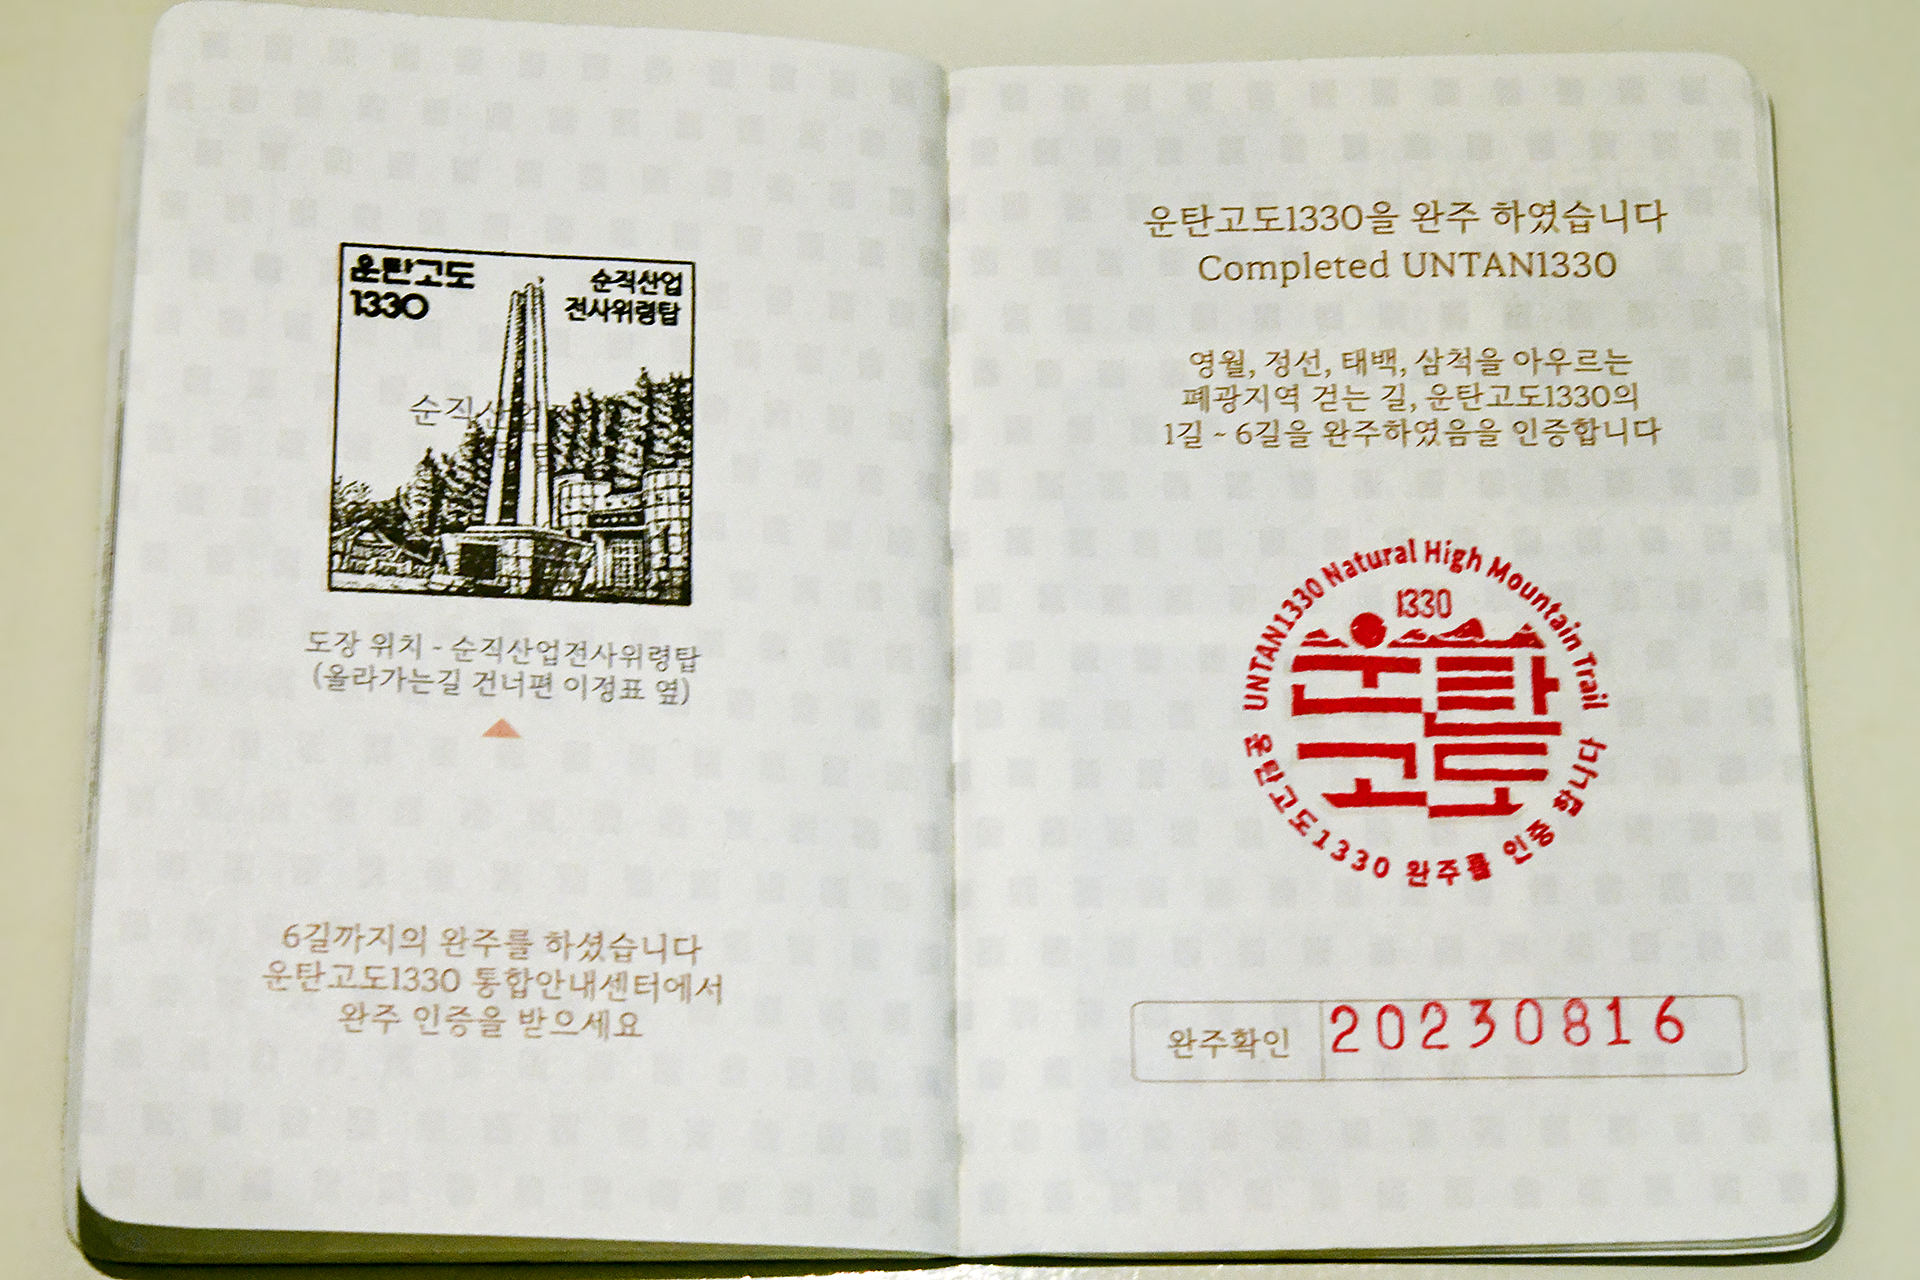 운탄고도
1330
순직산업
전사위령탑
순직산업
도장 위치 - 순직산업전사위령탑
(올라가는길 건너편 이정표 옆)
6길까지의 완주를 하셨습니다
운탄고도1330 통합안내센터에서
완주 인증을 받으세요
운탄고도1330을 완주 하였습니다
Completed UNTAN1330
영월, 정선, 태백, 삼척을 아우르는
폐광지역 걷는 길, 운탄고도1330의
1길 ~ 6길을 완주하였음을 인증합니다
UNTAN1330 Natural High Mountain Trail
1330
운탄
고도
운탄고도1330 완주를 인증 합니다
완주확인 20230816